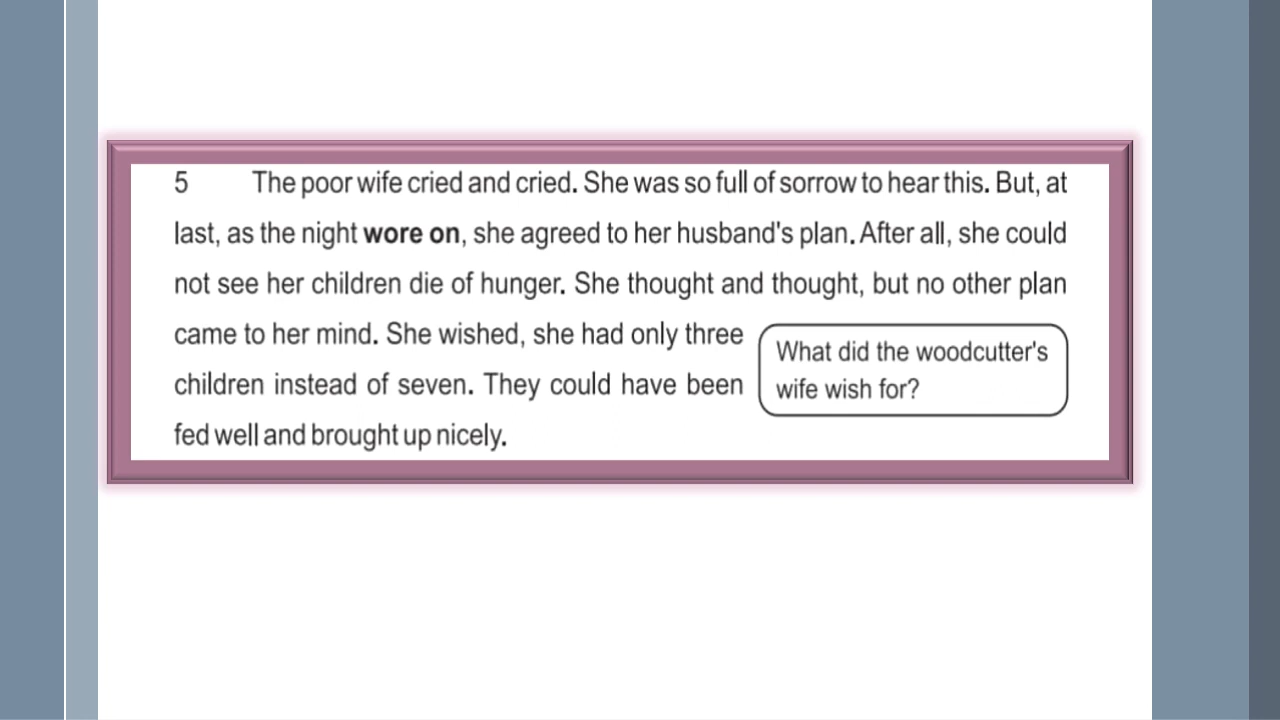 5 The poor wife cried and cried. She was so full of sorrow to hear this. But, at
last, as the night wore on, she agreed to her husband's plan. After all, she could
not see her children die of hunger. She thought and thought, but no other plan
came to her mind. She wished, she had only three
children instead of seven. They could have been
fed well and brought up nicely.
What did the woodcutter's
wife wish for?